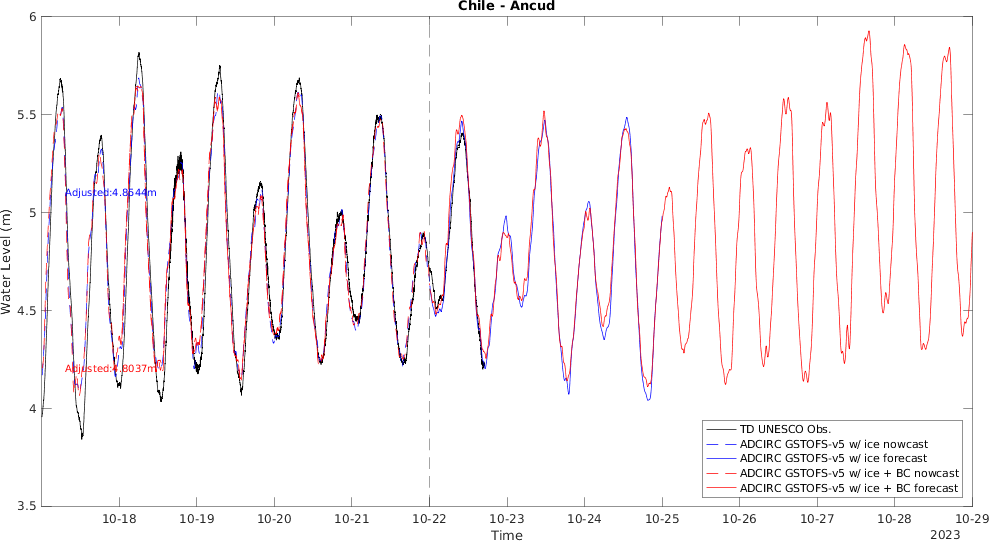 Chile - Ancud
6
5.5
5
4.5
4
3.5
Water Level (m)
Adjusted:4.8544m
Adjusted:4.8037m
TD UNESCO Obs.
ADCIRC GSTOFS-v5 w/ ice nowcast
ADCIRC GSTOFS-v5 w/ ice forecast
ADCIRC GSTOFS-v5 w/ ice + BC nowcast
ADCIRC GSTOFS-v5 w/ ice + BC forecast
10-18 10-19 10-20 10-21 10-22 10-23 10-24 10-25 10-26 10-27 10-28 10-29
Time
2023